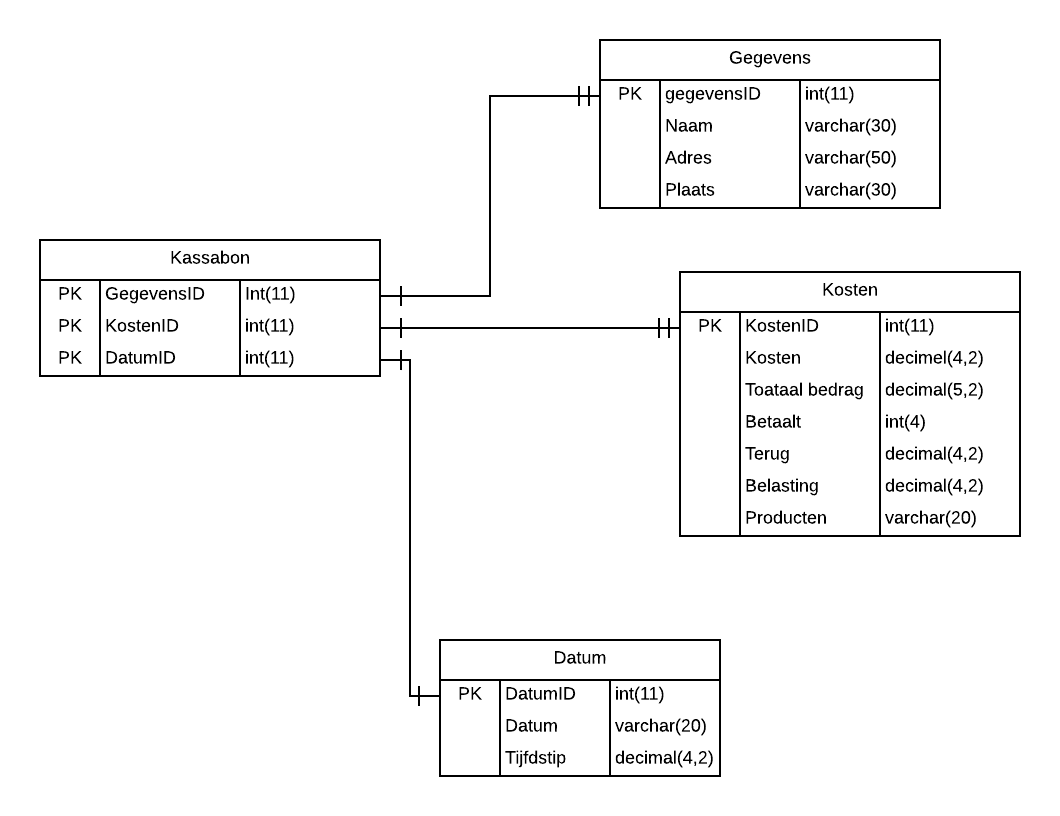 Gegevens
PK gegevensID int(11)
Naam varchar(30)
Adres varchar(50)
Plaats varchar(30)
Kassabon
PK GegevensID Int(11)
PK KostenID int(11)
PK DatumID int(11)
Kosten
PK KostenID int(11)
Kosten decimel(4,2)
Toataal bedrag decimal(5,2)
Betaalt int(4)
Terug decimal(4,2)
Belasting decimal(4,2)
Producten varchar(20)
Datum
PK DatumID int(11)
Datum varchar(20)
Tijfdstip decimal(4,2)